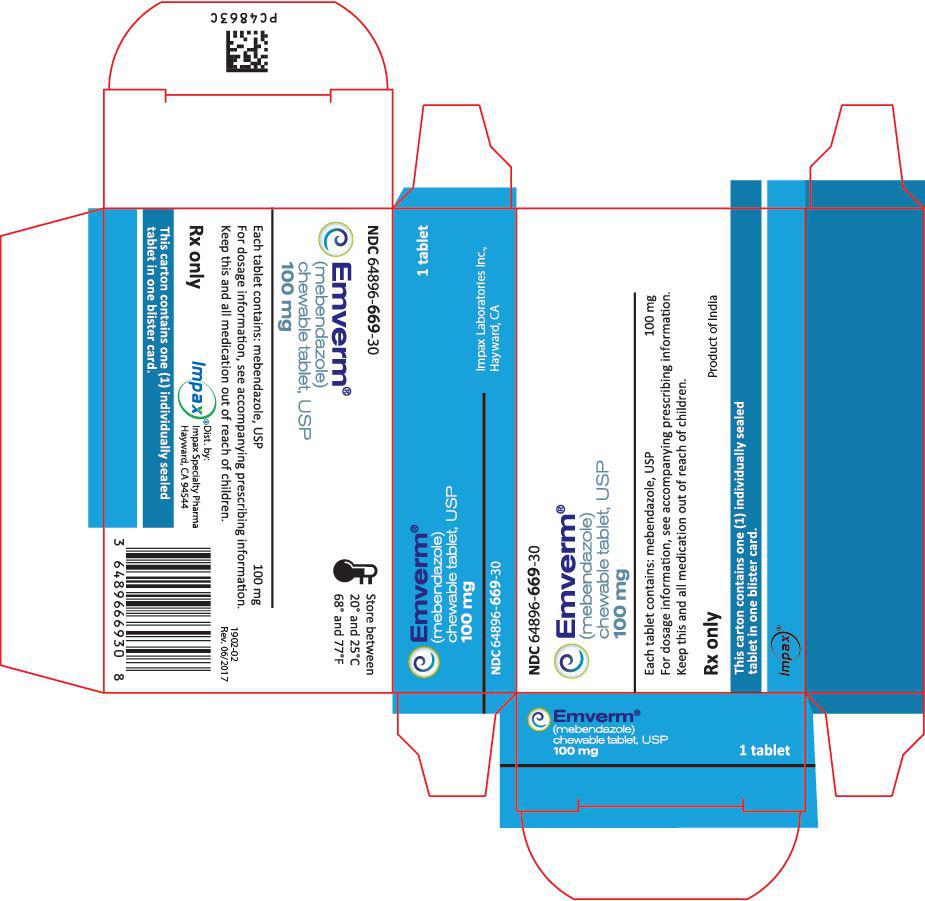 PC4863C
NDC 64896-669-30
Emverm®
(mebendazole)
chewable tablet, USP
100 mg
Store between
20° and 25°C
68° and 77°F
Each tablet contains: mebendazole, USP 100 mg
For dosage information, see accompanying prescribing information.
Keep this and all medication out of reach of children.
Rx only
Impax®
Dist. by:
Impax Specialty Pharma
Hayward, CA 94544
1902-02
Rev. 06/2017
This carton contains one (1) individually sealed
tablet in one blister card.
3 6489666930 8
1 tablet
Impax Laboratories Inc.,
Hayward, CA
Emverm®
(mebendazole)
chewable tablet, USP
100 mg
NDC 64896-669-30
NDC 64896-669-30
Emverm®
(mebendazole)
chewable tablet, USP
100 mg
Each tablet contains: mebendazole, USP 100 mg
For dosage information, see accompanying prescribing information.
Keep this and all medication out of reach of children.
Rx only
Product of India
This carton contains one (1) individually sealed
tablet in one blister card.
Impax®
Emverm®
(mebendazole)
chewable tablet, USP
100 mg
1 tablet